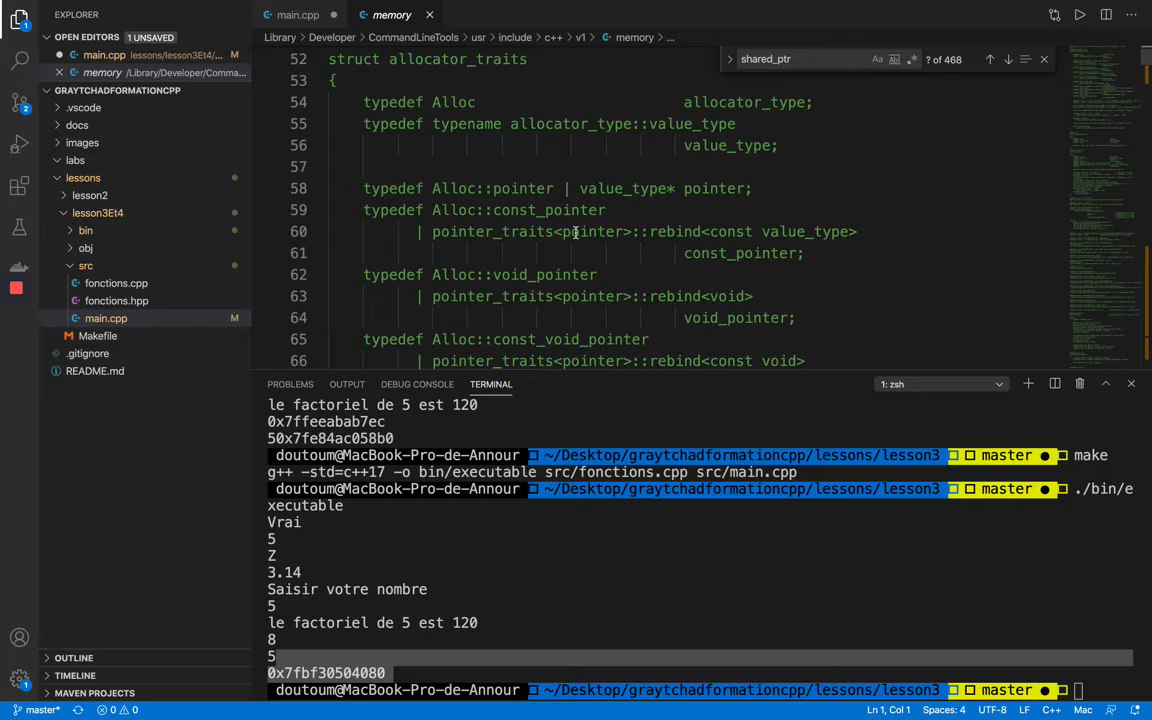 EXPLORER
main.cpp
memory
OPEN EDITORS 1 UNSAVED
main.cpp lessons/lesson3Et4/... M
memory /Library/Developer/Comma...
GRAYTCHADFORMATIONCPP
.vscode
docs
images
labs
lessons
lesson2
lesson3Et4
bin
obj
src
fonctions.cpp
fonctions.hpp
main.cpp M
Makefile
.gitignore
README.md
OUTLINE
TIMELINE
MAVEN PROJECTS
Library > Developer > CommandLineTools > usr > include > c++ > v1 > memory > ...
shared_ptr Aa Abl .* ? of 468
52 struct allocator_traits
53 {
54 typedef Alloc allocator_type;
55 typedef typename allocator_type::value_type
56 value_type;
57
58 typedef Alloc::pointer | value_type* pointer;
59 typedef Alloc::const_pointer
60 | pointer_traits<pointer>::rebind<const value_type>
61 const_pointer;
62 typedef Alloc::void_pointer
63 | pointer_traits<pointer>::rebind<void>
64 void_pointer;
65 typedef Alloc::const_void_pointer
66 | pointer_traits<pointer>::rebind<const void>
PROBLEMS OUTPUT DEBUG CONSOLE TERMINAL 1: zsh
le factoriel de 5 est 120
0x7ffeeabab7ec
50x7fe84ac058b0
doutoum@MacBook-Pro-de-Annour ~/Desktop/graytchadformationcpp/lessons/lesson3 master ● make
g++ -std=c++17 -o bin/executable src/fonctions.cpp src/main.cpp
doutoum@MacBook-Pro-de-Annour ~/Desktop/graytchadformationcpp/lessons/lesson3 master ● ./bin/e
xecutable
Vrai
5
Z
3.14
Saisir votre nombre
5
le factoriel de 5 est 120
8
5
0x7fbf30504080
doutoum@MacBook-Pro-de-Annour ~/Desktop/graytchadformationcpp/lessons/lesson3 master ●
master* 0 0 Ln 1, Col 1 Spaces: 4 UTF-8 LF C++ Mac